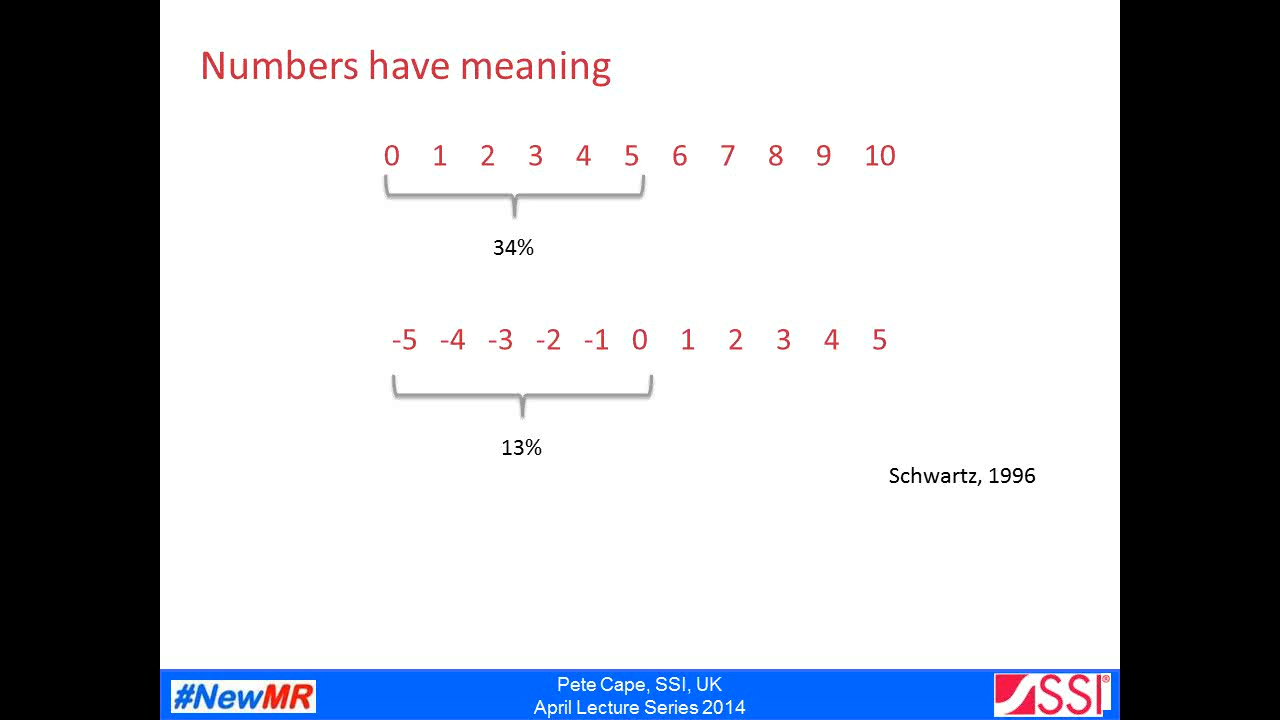 Numbers have meaning
0 1 2 3 4 5 6 7 8 9 10
34%
-5 -4 -3 -2 -1 0 1 2 3 4 5
13%
Schwartz, 1996
#NewMR
Pete Cape, SSI, UK
April Lecture Series 2014
SSI®